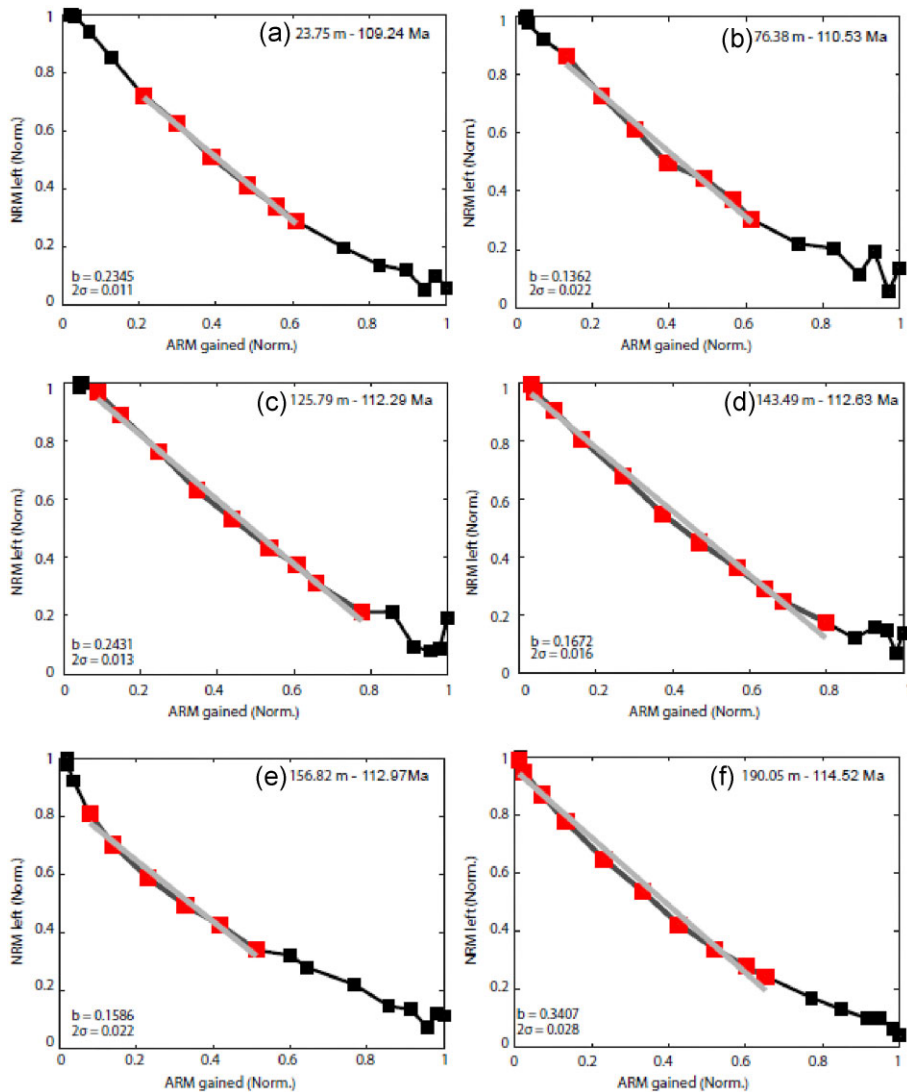 (a) 23.75 m - 109.24 Ma
NRM left (Norm.)
1
0.8
0.6
0.4
0.2
0
b = 0.2345
2σ = 0.011
0 0.2 0.4 0.6 0.8 1
ARM gained (Norm.)
(b) 76.38 m - 110.53 Ma
NRM left (Norm.)
1
0.8
0.6
0.4
0.2
0
b = 0.1362
2σ = 0.022
0 0.2 0.4 0.6 0.8 1
ARM gained (Norm.)
(c) 125.79 m - 112.29 Ma
NRM left (Norm.)
1
0.8
0.6
0.4
0.2
0
b = 0.2431
2σ = 0.013
0 0.2 0.4 0.6 0.8 1
ARM gained (Norm.)
(d) 143.49 m - 112.63 Ma
NRM left (Norm.)
1
0.8
0.6
0.4
0.2
0
b = 0.1672
2σ = 0.016
0 0.2 0.4 0.6 0.8 1
ARM gained (Norm.)
(e) 156.82 m - 112.97Ma
NRM left (Norm.)
1
0.8
0.6
0.4
0.2
0
b = 0.1586
2σ = 0.022
0 0.2 0.4 0.6 0.8 1
ARM gained (Norm.)
(f) 190.05 m - 114.52 Ma
NRM left (Norm.)
1
0.8
0.6
0.4
0.2
0
b = 0.3407
2σ = 0.028
0 0.2 0.4 0.6 0.8 1
ARM gained (Norm.)